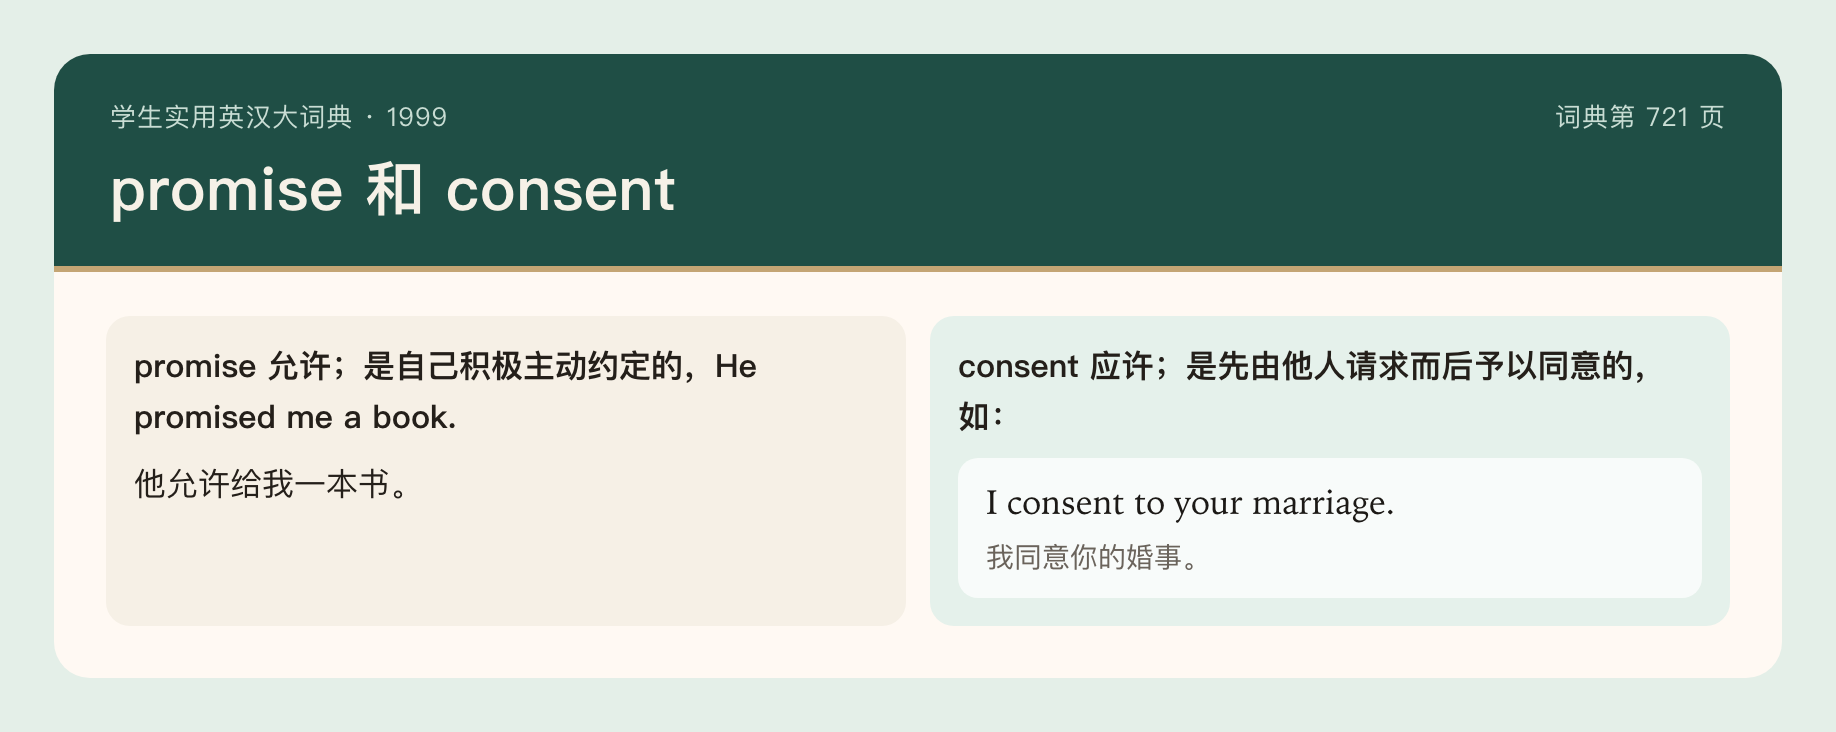 学生实用英汉大词典 · 1999
词典第 721 页
promise 和 consent
promise 允许；是自己积极主动约定的，He
promised me a book.
他允许给我一本书。
consent 应许；是先由他人请求而后予以同意的，
如：
I consent to your marriage.
我同意你的婚事。